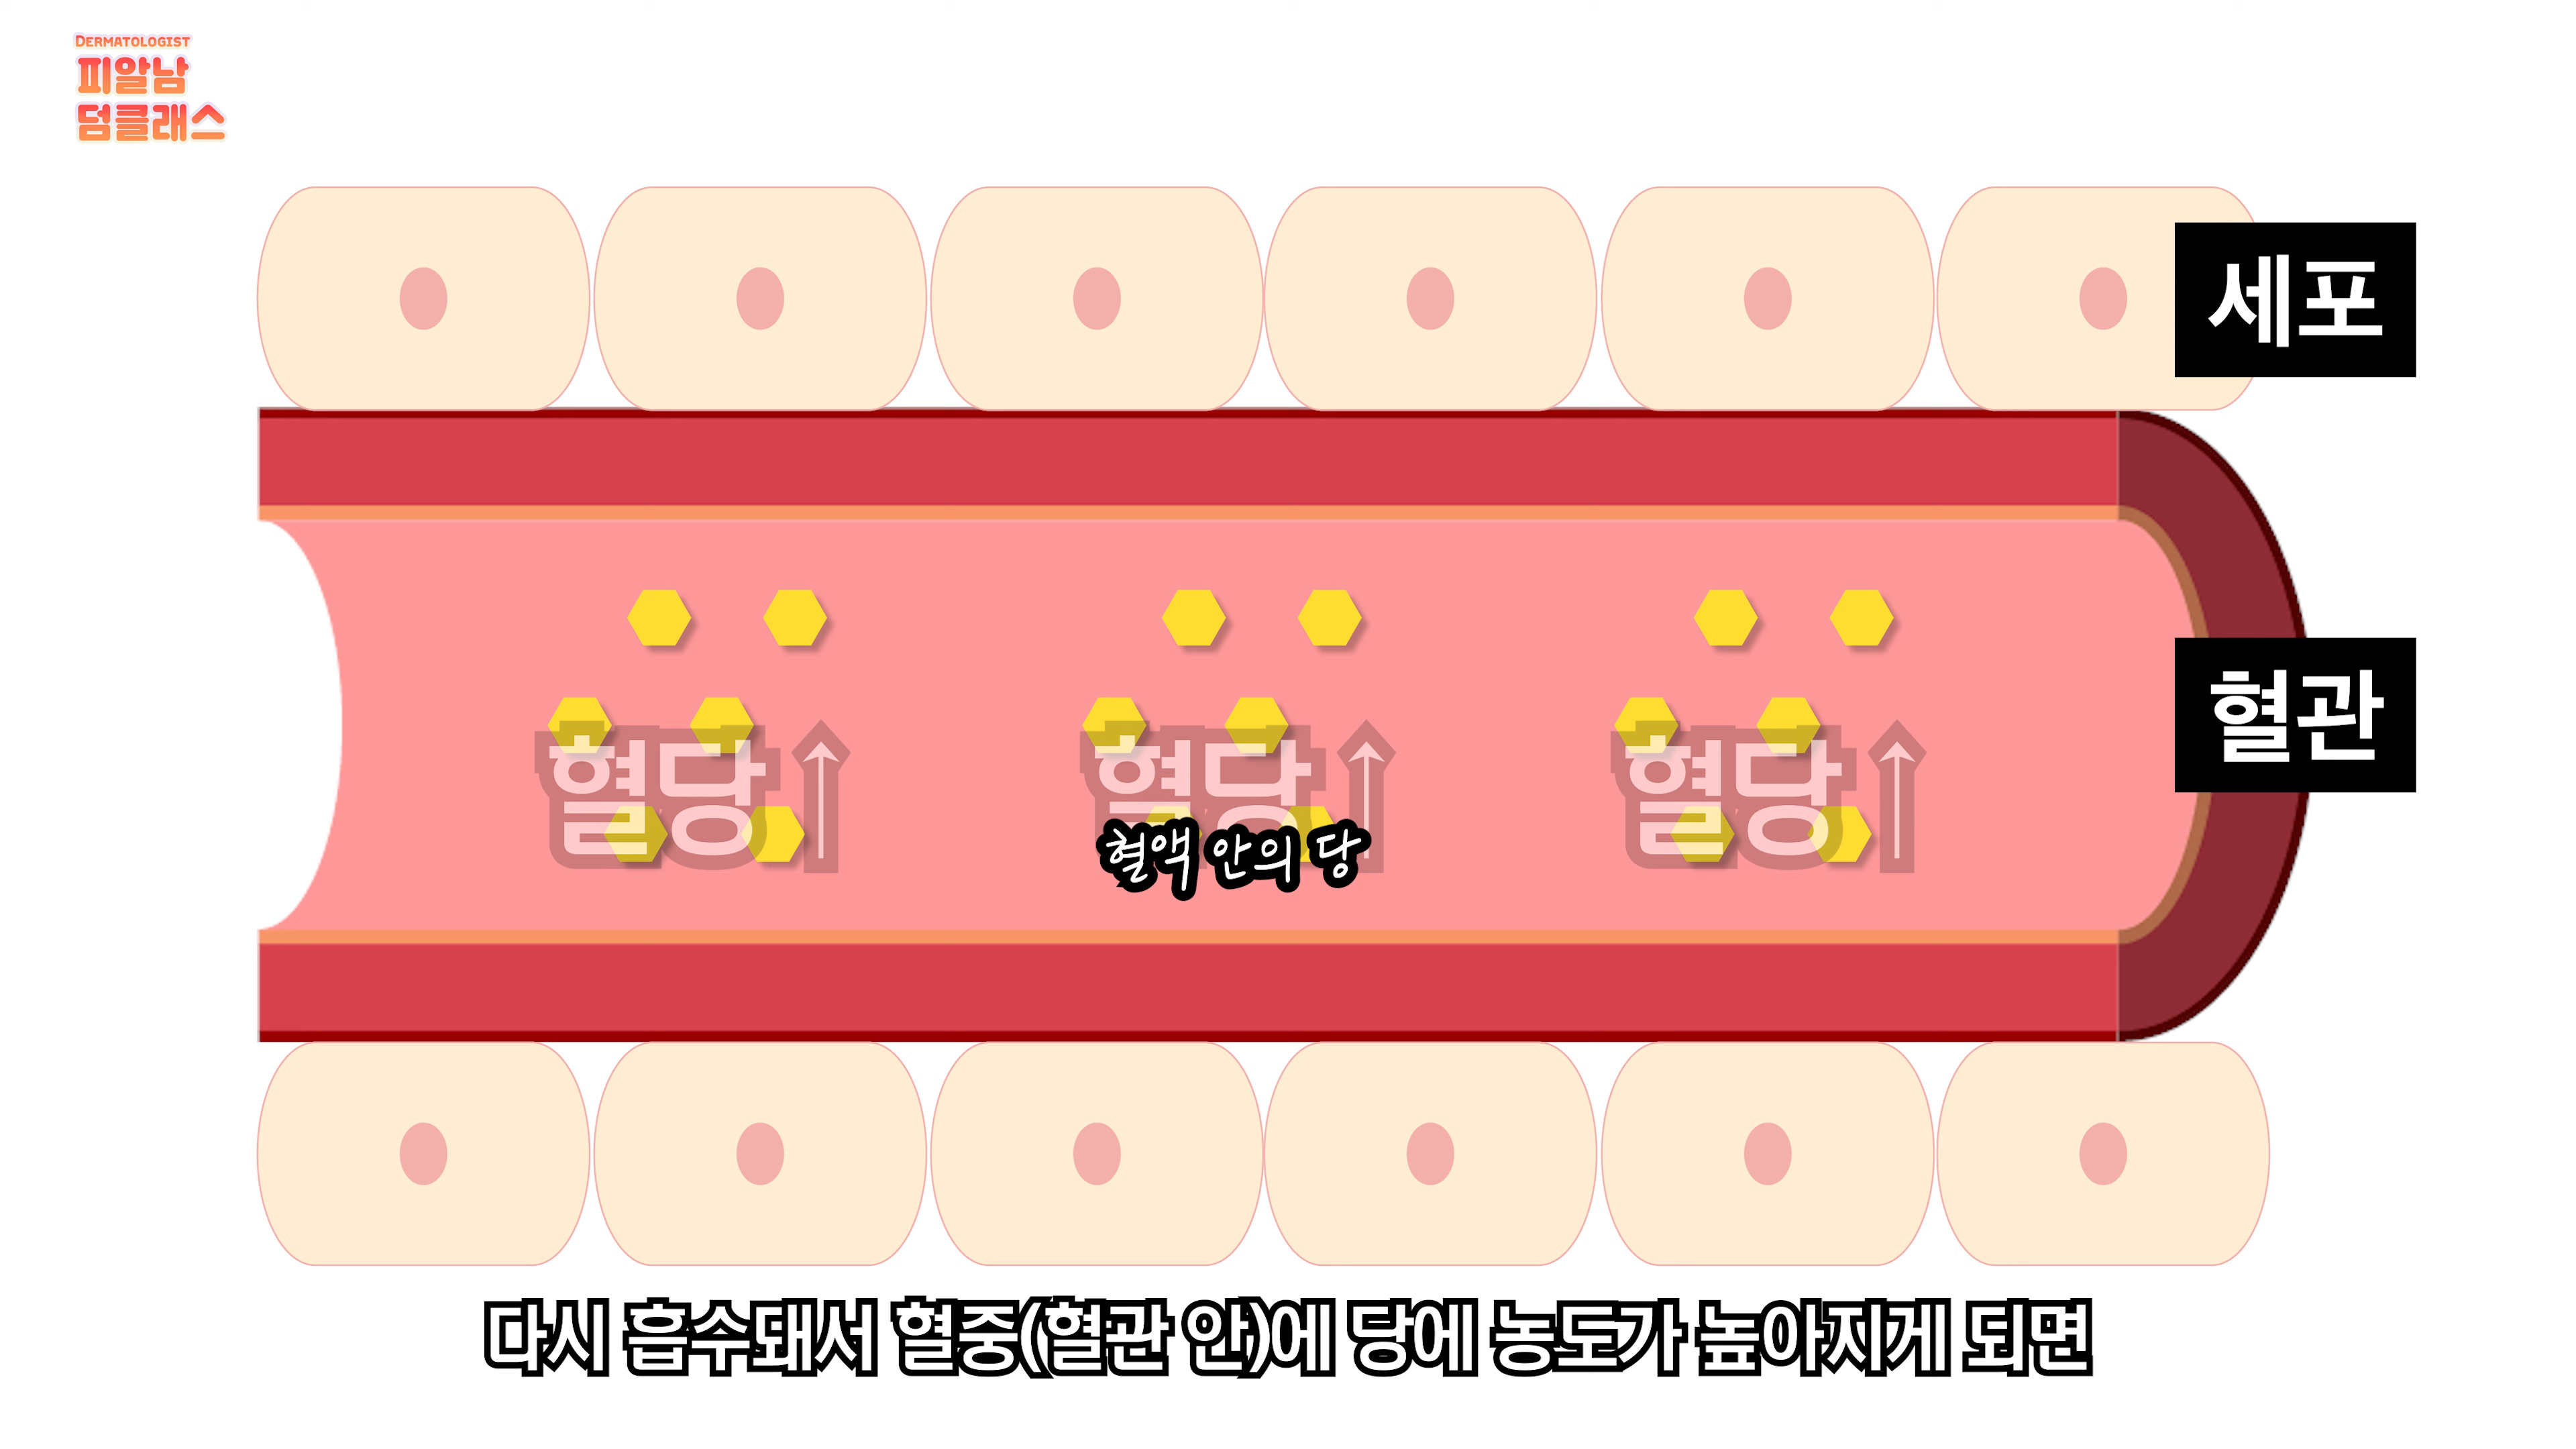 DERMATOLOGIST
피알남
덤클래스
세포
혈관
혈당↑
혈당↑
혈당↑
혈액 안의 당
다시 흡수돼서 혈중(혈관 안)에 당에 농도가 높아지게 되면